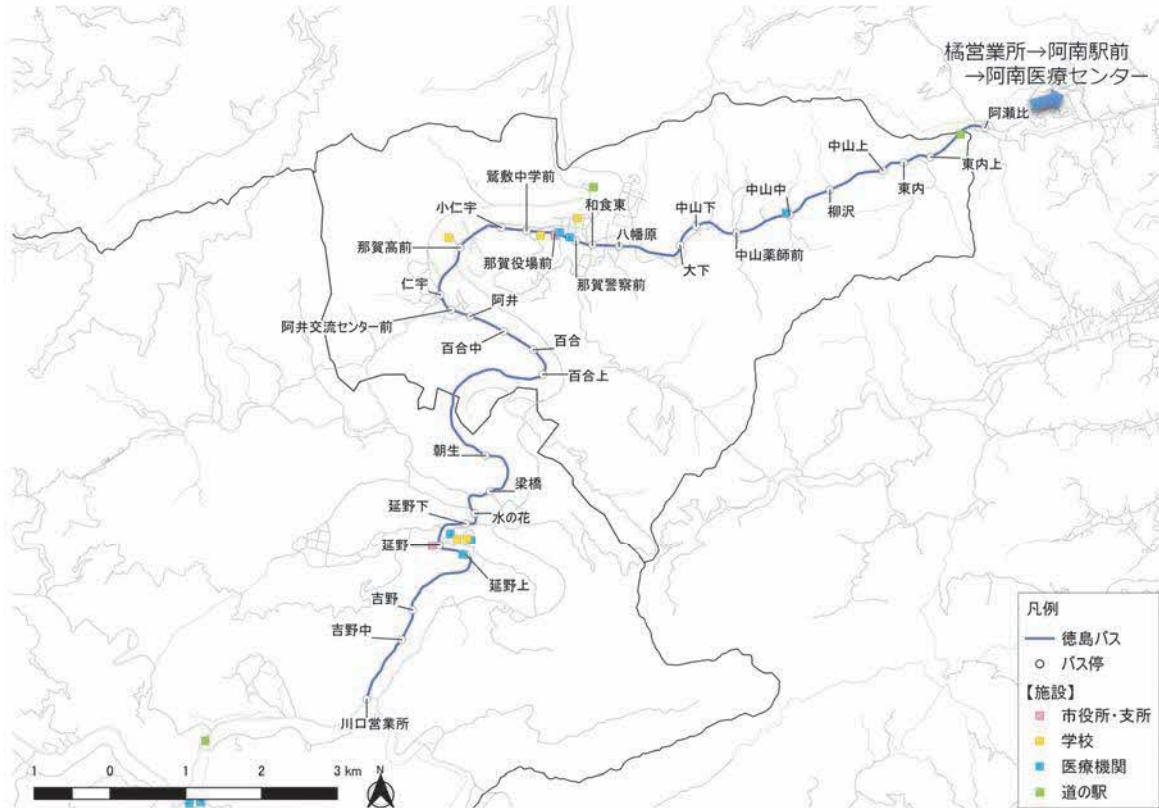 橘営業所→阿南駅前
→阿南医療センター
阿瀬比
東内上
東内
中山上
柳沢
中山中
中山薬師前
中山下
大下
八幡原
和食東
那賀警察前
那賀役場前
鷲敷中学前
小仁宇
那賀高前
仁宇
阿井交流センター前
阿井
百合中
百合
百合上
朝生
梁橋
水の花
延野下
延野
延野上
吉野
吉野中
川口営業所
凡例
徳島バス
バス停
【施設】
市役所・支所
学校
医療機関
道の駅
1 0 1 2 3 km
N